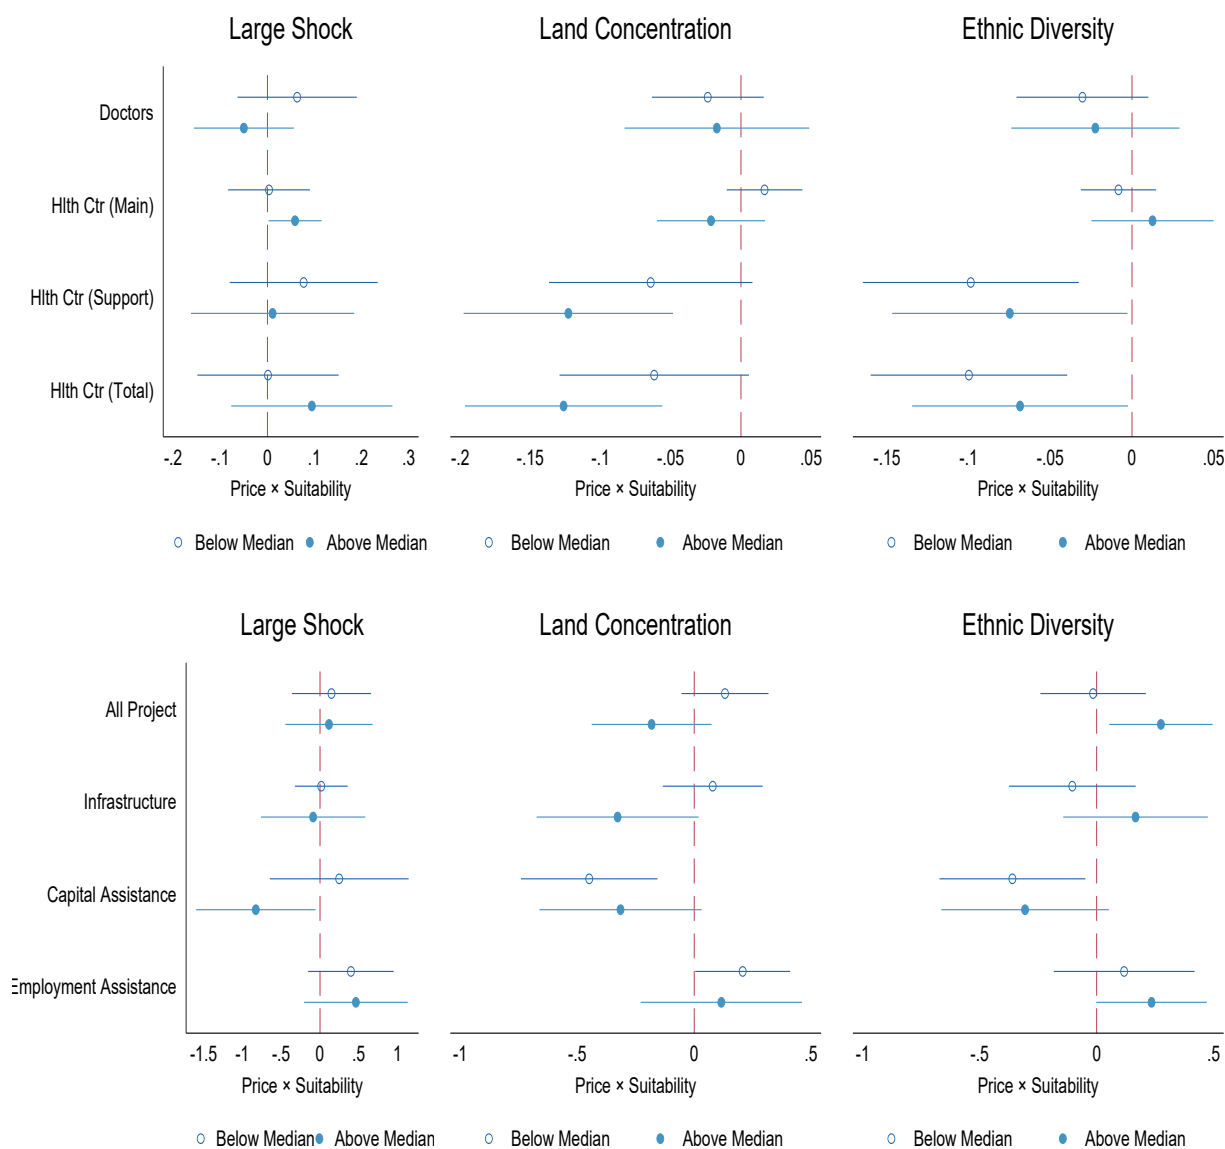 Large Shock
Land Concentration
Ethnic Diversity
Doctors
Hlth Ctr (Main)
Hlth Ctr (Support)
Hlth Ctr (Total)
-.2 -.1 0 .1 .2 .3
-.2 -.15 -.1 -.05 0 .05
-.15 -.1 -.05 0 .05
Price × Suitability
Price × Suitability
Price × Suitability
Below Median Above Median
Below Median Above Median
Below Median Above Median
Large Shock
Land Concentration
Ethnic Diversity
All Project
Infrastructure
Capital Assistance
Employment Assistance
-1.5 -1 -.5 0 .5 1
-1 -.5 0 .5
-1 -.5 0 .5
Price × Suitability
Price × Suitability
Price × Suitability
Below Median Above Median
Below Median Above Median
Below Median Above Median